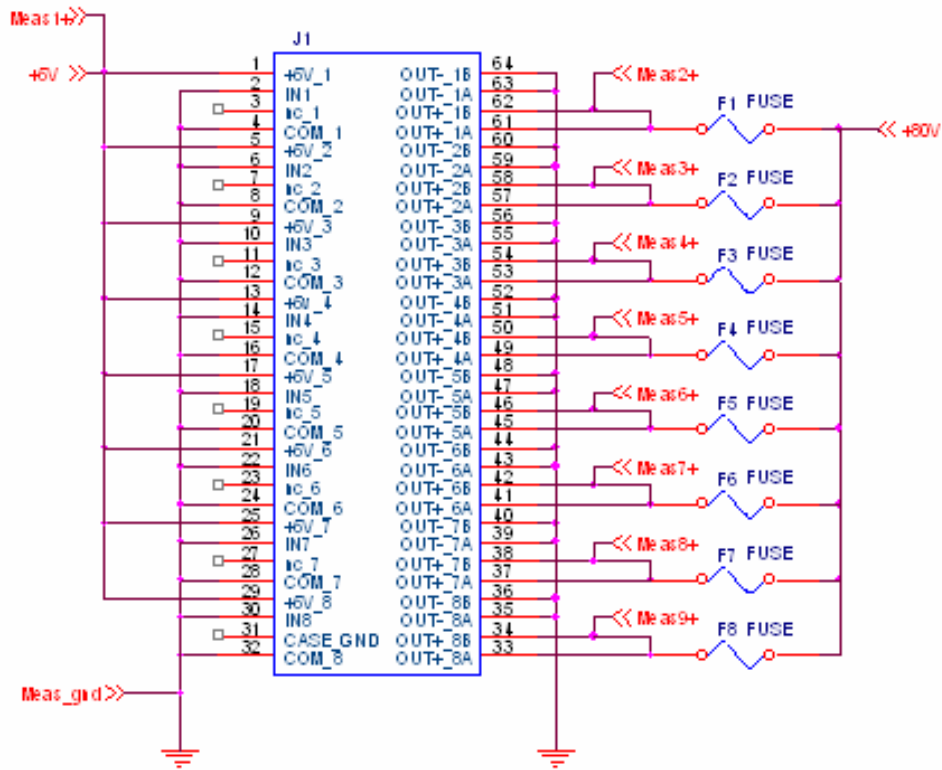 Meas1+
+5V
J1
1 +5V_1
2 IN1
3 nc_1
4 COM_1
5 +5V_2
6 IN2
7 nc_2
8 COM_2
9 +5V_3
10 IN3
11 nc_3
12 COM_3
13 +5V_4
14 IN4
15 nc_4
16 COM_4
17 +5V_5
18 IN5
19 nc_5
20 COM_5
21 +5V_6
22 IN6
23 nc_6
24 COM_6
25 +5V_7
26 IN7
27 nc_7
28 COM_7
29 +5V_8
30 IN8
31 CASE_GND
32 COM_8
Meas_gnd
OUT-_1B 64
OUT-_1A 63
OUT+_1B 62
OUT+_1A 61
OUT-_2B 60
OUT-_2A 59
OUT+_2B 58
OUT+_2A 57
OUT-_3B 56
OUT-_3A 55
OUT+_3B 54
OUT+_3A 53
OUT-_4B 52
OUT-_4A 51
OUT+_4B 50
OUT+_4A 49
OUT-_5B 48
OUT-_5A 47
OUT+_5B 46
OUT+_5A 45
OUT-_6B 44
OUT-_6A 43
OUT+_6B 42
OUT+_6A 41
OUT-_7B 40
OUT-_7A 39
OUT+_7B 38
OUT+_7A 37
OUT-_8B 36
OUT-_8A 35
OUT+_8B 34
OUT+_8A 33
Meas2+
F1 FUSE
+80V
Meas3+
F2 FUSE
Meas4+
F3 FUSE
Meas5+
F4 FUSE
Meas6+
F5 FUSE
Meas7+
F6 FUSE
Meas8+
F7 FUSE
Meas9+
F8 FUSE